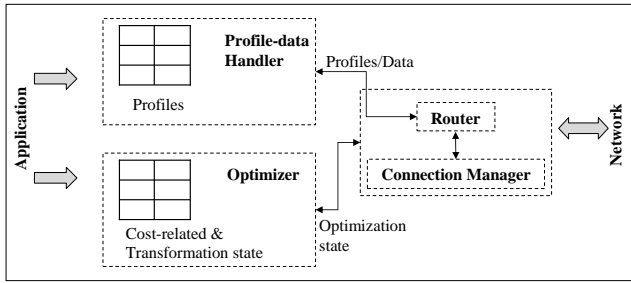 Application
Profile-data
Handler
Profiles
Profiles/Data
Router
Connection Manager
Network
Optimizer
Cost-related &
Transformation state
Optimization
state